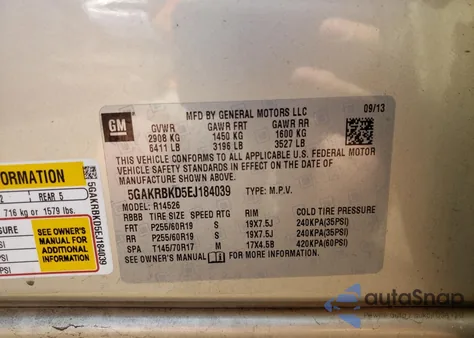 GM
MFD BY GENERAL MOTORS LLC 09/13
GVWR GAWR FRT GAWR RR
2908 KG 1450 KG 1600 KG
6411 LB 3196 LB 3527 LB
THIS VEHICLE CONFORMS TO ALL APPLICABLE U.S. FEDERAL MOTOR
VEHICLE SAFETY STANDARDS IN EFFECT ON THE DATE OF
MANUFACTURE SHOWN ABOVE.
5GAKRBKD5EJ184039 TYPE: M.P.V.
MODEL: R14526
RBBB TIRE SIZE SPEED RTG RIM COLD TIRE PRESSURE
FRT P255/60R19 S 19X7.5J 240KPA(35PSI)
RR P255/60R19 S 19X7.5J 240KPA(35PSI)
SPA T145/70R17 M 17X4.5B 420KPA(60PSI)
SEE OWNER'S MANUAL FOR MORE INFORMATION.
FORMATION
2 REAR 5
716 kg or 1579 lbs.
SEE OWNER'S
MANUAL FOR
ADDITIONAL
INFORMATION
5GAKRBKD5EJ184039
autoSnap